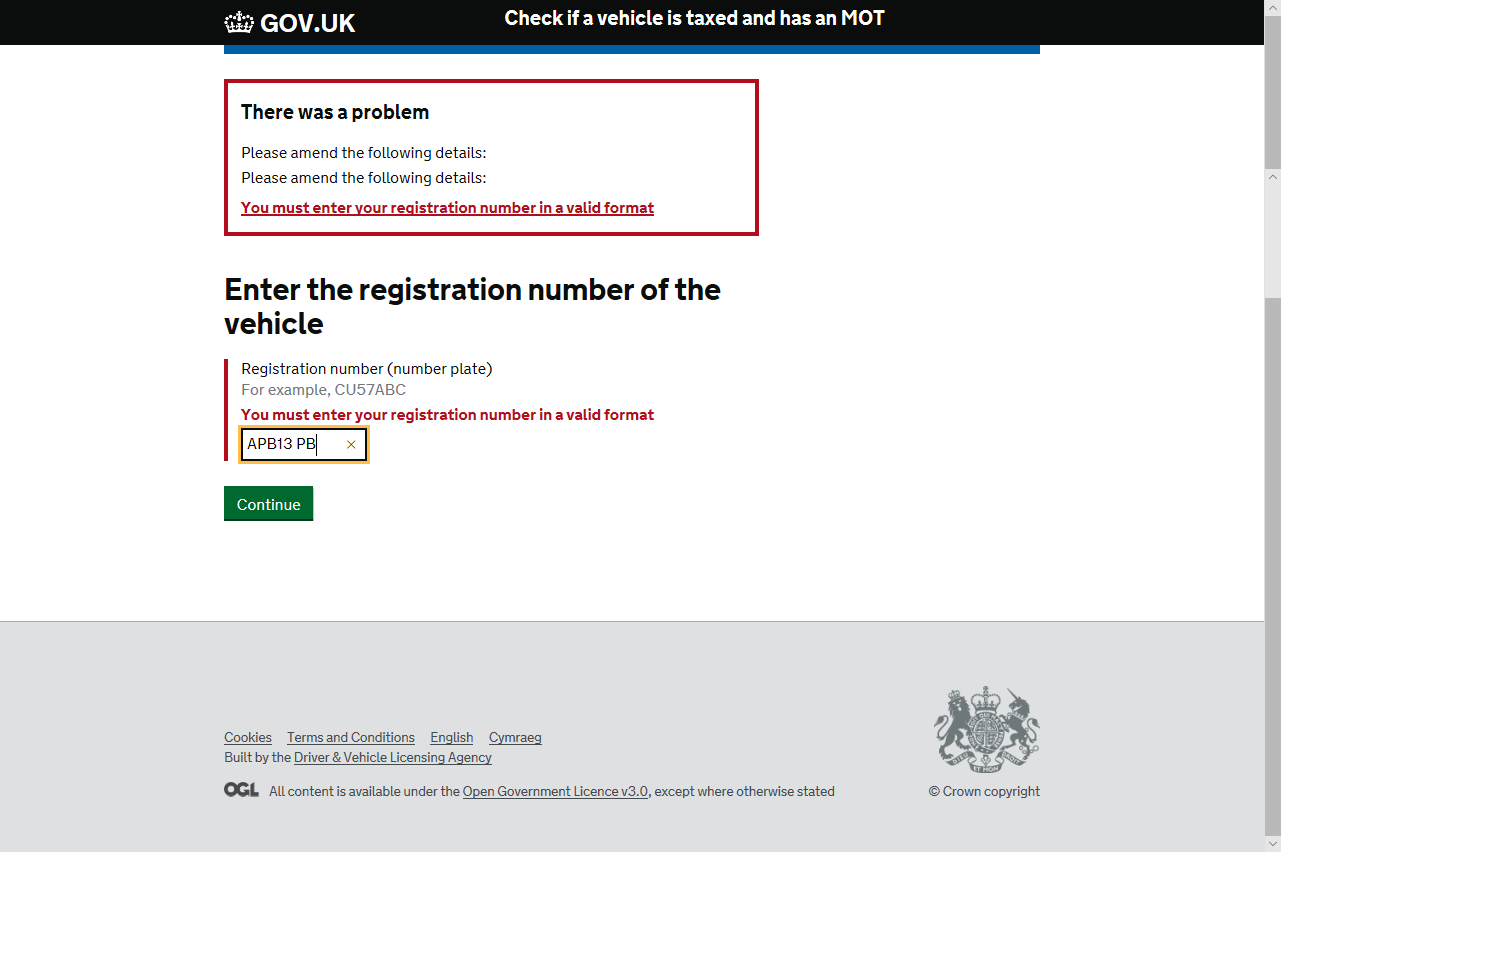 GOV.UK
Check if a vehicle is taxed and has an MOT
There was a problem
Please amend the following details:
Please amend the following details:
You must enter your registration number in a valid format
Enter the registration number of the
vehicle
Registration number (number plate)
For example, CU57ABC
You must enter your registration number in a valid format
APB13 PB
Continue
Cookies Terms and Conditions English Cymraeg
Built by the Driver & Vehicle Licensing Agency
OGL All content is available under the Open Government Licence v3.0, except where otherwise stated
© Crown copyright